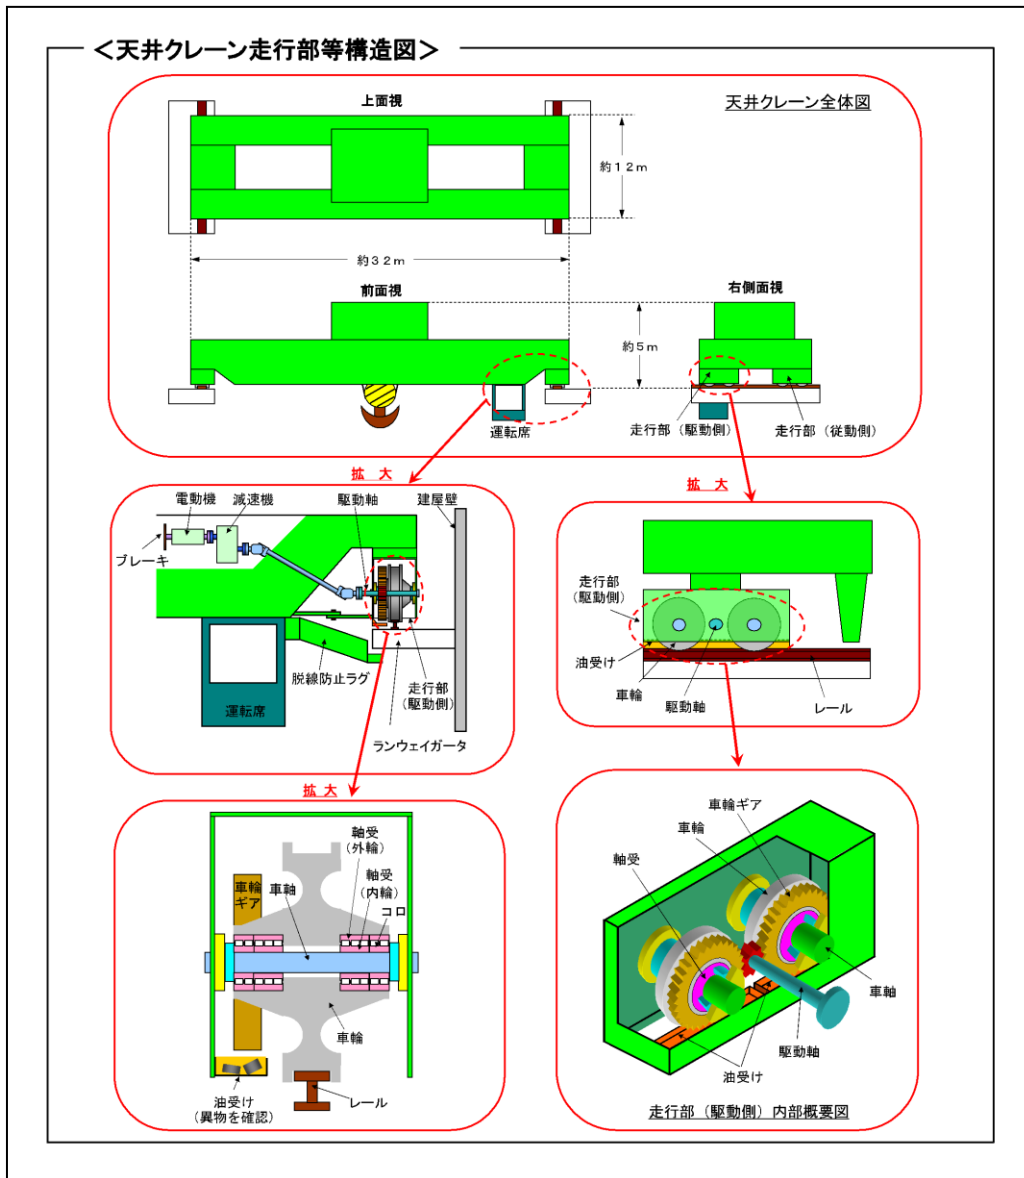 ＜天井クレーン走行部等構造図＞
上面視
天井クレーン全体図
約１２ｍ
約３２ｍ
前面視
右側面視
約５ｍ
運転席
走行部（駆動側）
走行部（従動側）
拡　大
拡　大
電動機
減速機
駆動軸
建屋壁
ブレーキ
脱線防止ラグ
走行部
（駆動側）
運転席
ランウェイガータ
走行部
（駆動側）
油受け
車輪
駆動軸
レール
拡　大
軸受
（外輪）
軸受
（内輪）
コロ
車輪
ギア
車軸
車輪
油受け
（異物を確認）
レール
車輪ギア
車輪
軸受
車軸
駆動軸
油受け
走行部（駆動側）内部概要図